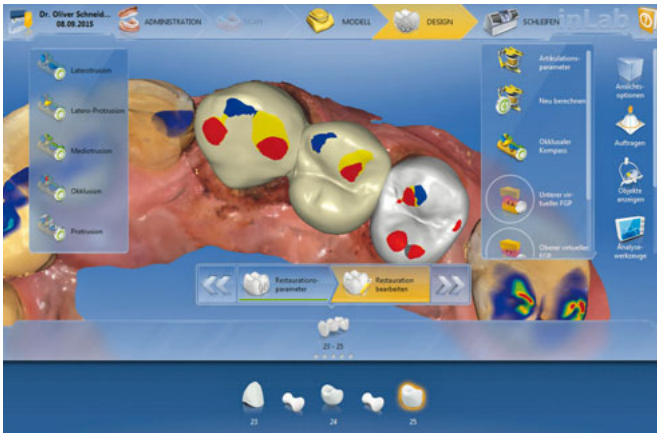 Dr. Oliver Schneid...
08.09.2015
ADMINISTRATION
SCAN
MODELL
DESIGN
SCHLEIFEN
inLab
Laterotrusion
Latero-Protrusion
Mediotrusion
Okklusion
Protrusion
Artikulations-
parameter
Neu berechnen
Okklusaler
Kompass
Unterer vir-
tueller FGP
Oberer virtueller
FGP
Ansichts-
optionen
Auftragen
Objekte
anzeigen
Analyse-
werkzeuge
Restaurations-
parameter
Restauration
bearbeiten
23 - 25
23
24
25